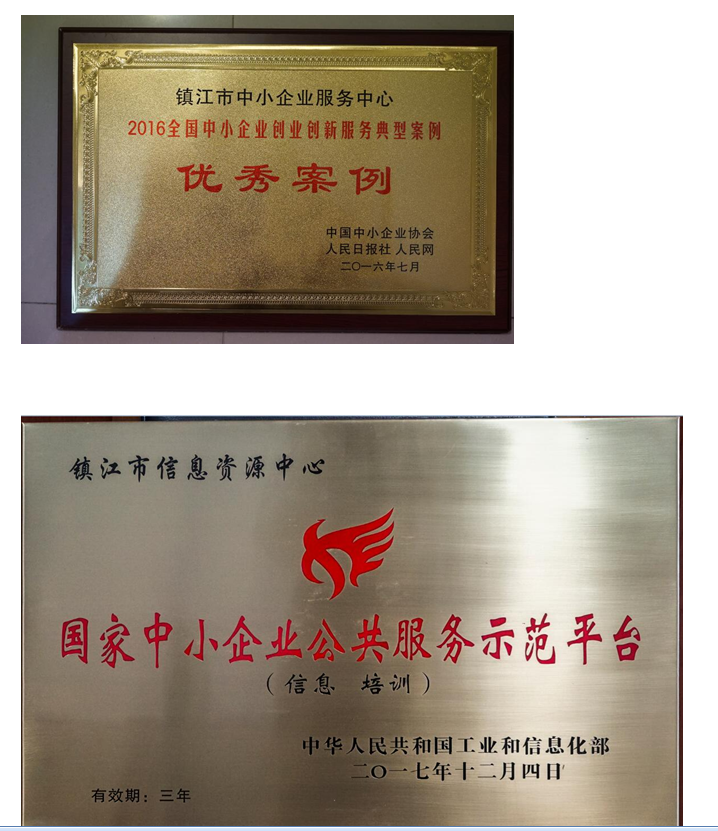 镇江市中小企业服务中心
2016全国中小企业创业创新服务典型案例
优秀案例
中国中小企业协会
人民日报社 人民网
二〇一六年七月
镇江市信息资源中心
国家中小企业公共服务示范平台
（信息 培训）
中华人民共和国工业和信息化部
二〇一七年十二月四日
有效期：三年